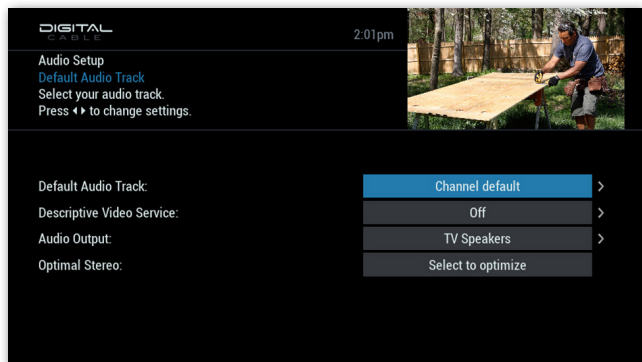 DIGITAL
CABLE
2:01pm
Audio Setup
Default Audio Track
Select your audio track.
Press ◂ ▸ to change settings.
Default Audio Track: Channel default >
Descriptive Video Service: Off >
Audio Output: TV Speakers >
Optimal Stereo: Select to optimize